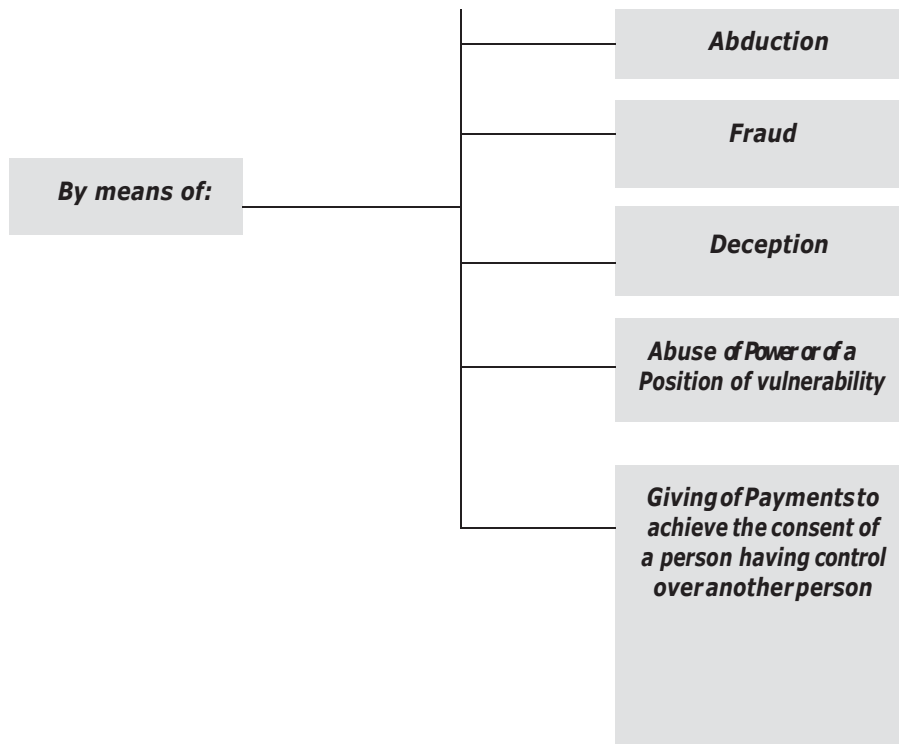 Abduction
Fraud
By means of:
Deception
Abuse of Power or of a
Position of vulnerability
Giving of Payments to
achieve the consent of
a person having control
over another person